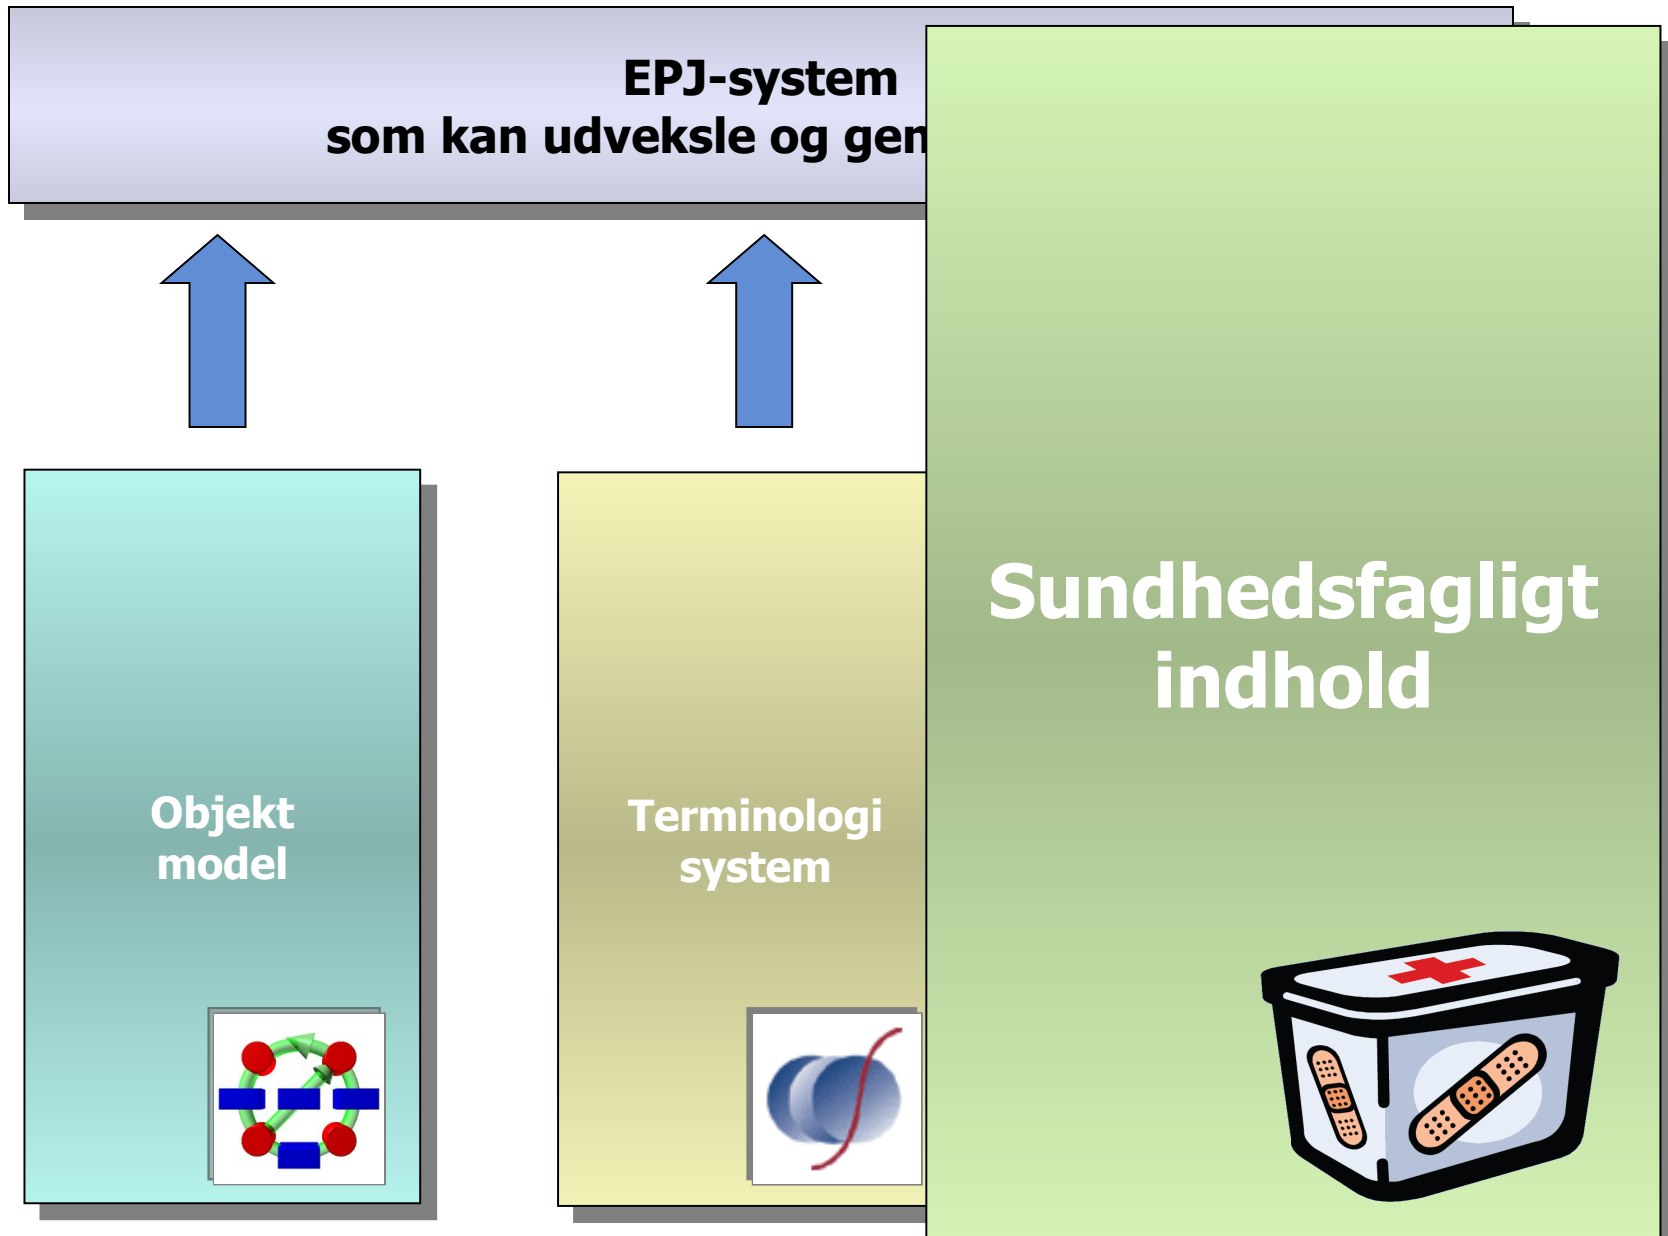 EPJ-system
som kan udveksle og gen
Objekt
model
Terminologi
system
Sundhedsfagligt
indhold